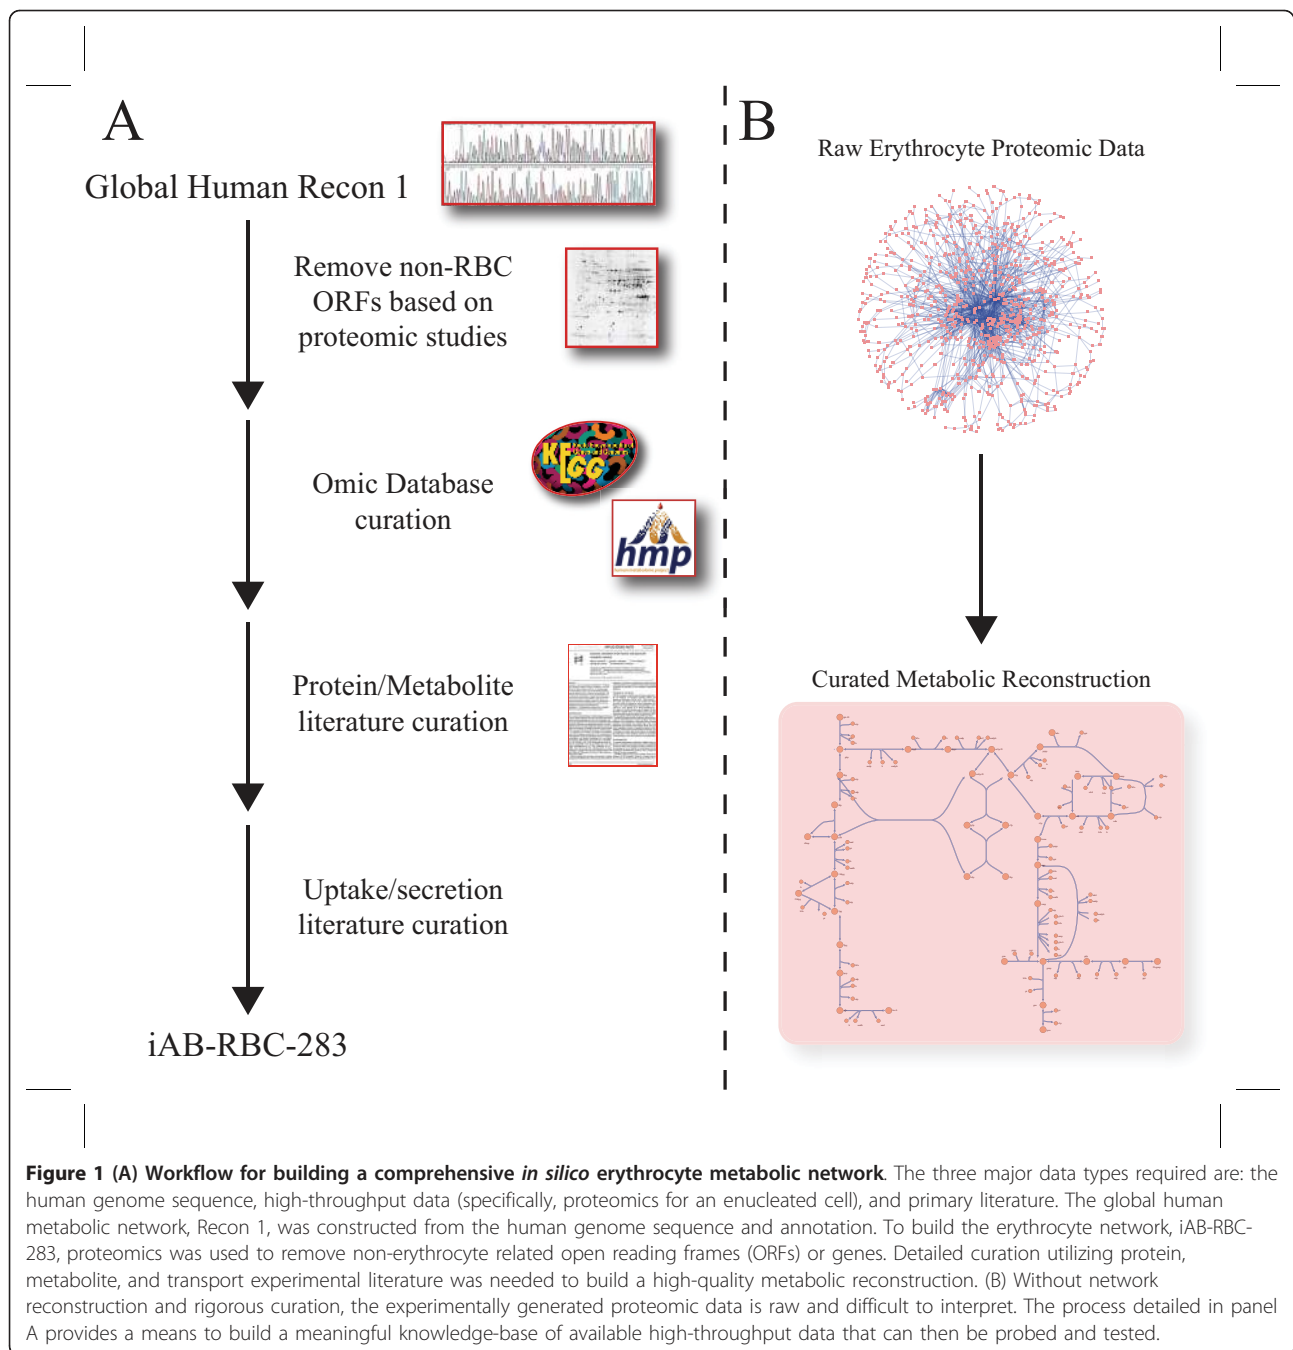 A
Global Human Recon 1
Remove non-RBC
ORFs based on
proteomic studies
KEGG
Omic Database
curation
hmp
Protein/Metabolite
literature curation
Uptake/secretion
literature curation
iAB-RBC-283
B
Raw Erythrocyte Proteomic Data
Curated Metabolic Reconstruction
Figure 1 (A) Workflow for building a comprehensive in silico erythrocyte metabolic network. The three major data types required are: the
human genome sequence, high-throughput data (specifically, proteomics for an enucleated cell), and primary literature. The global human
metabolic network, Recon 1, was constructed from the human genome sequence and annotation. To build the erythrocyte network, iAB-RBC-
283, proteomics was used to remove non-erythrocyte related open reading frames (ORFs) or genes. Detailed curation utilizing protein,
metabolite, and transport experimental literature was needed to build a high-quality metabolic reconstruction. (B) Without network
reconstruction and rigorous curation, the experimentally generated proteomic data is raw and difficult to interpret. The process detailed in panel
A provides a means to build a meaningful knowledge-base of available high-throughput data that can then be probed and tested.